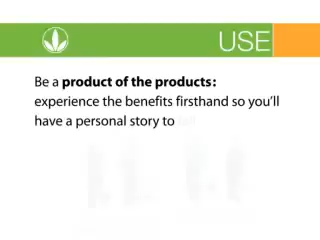 USE
Be a product of the products:
experience the benefits firsthand so you'll
have a personal story to